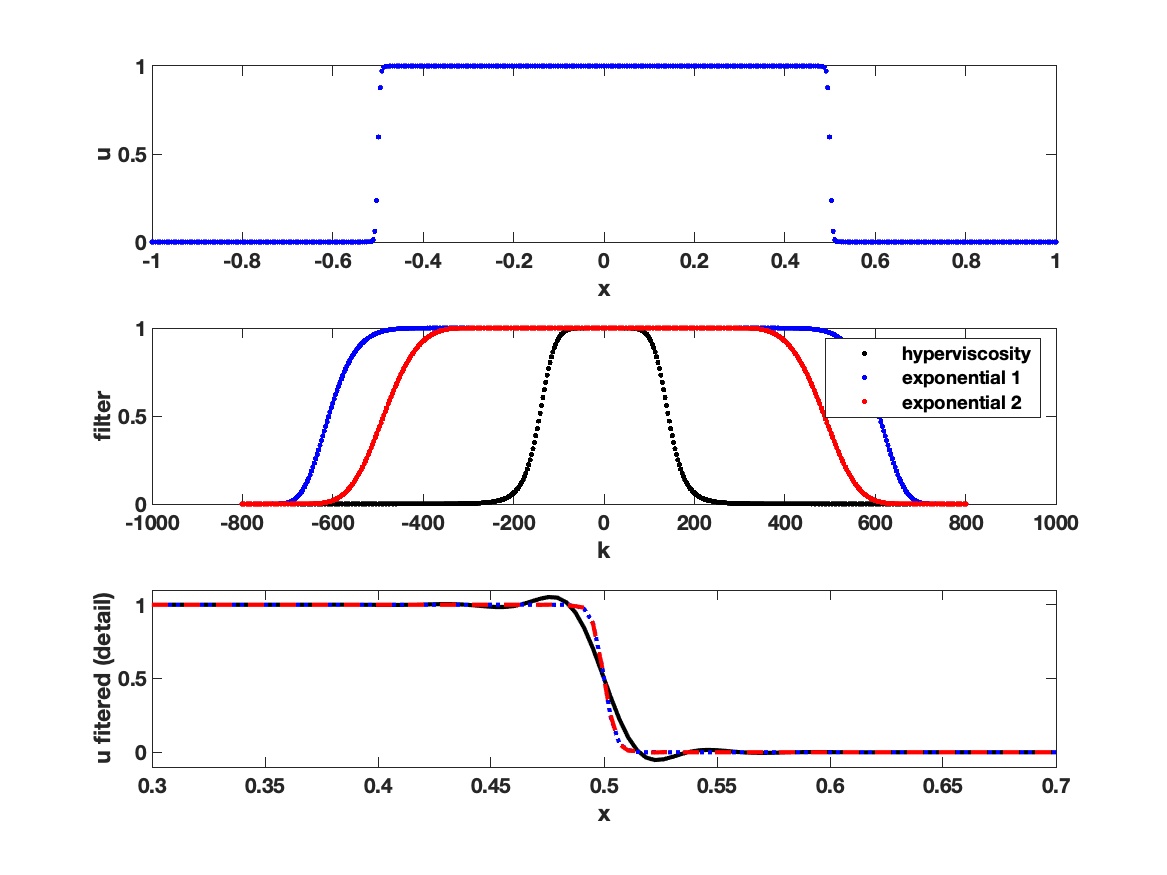 1
0.5
0
u
-1 -0.8 -0.6 -0.4 -0.2 0 0.2 0.4 0.6 0.8 1
x
1
0.5
0
filter
hyperviscosity
exponential 1
exponential 2
-1000 -800 -600 -400 -200 0 200 400 600 800 1000
k
1
0.5
0
u fitered (detail)
0.3 0.35 0.4 0.45 0.5 0.55 0.6 0.65 0.7
x